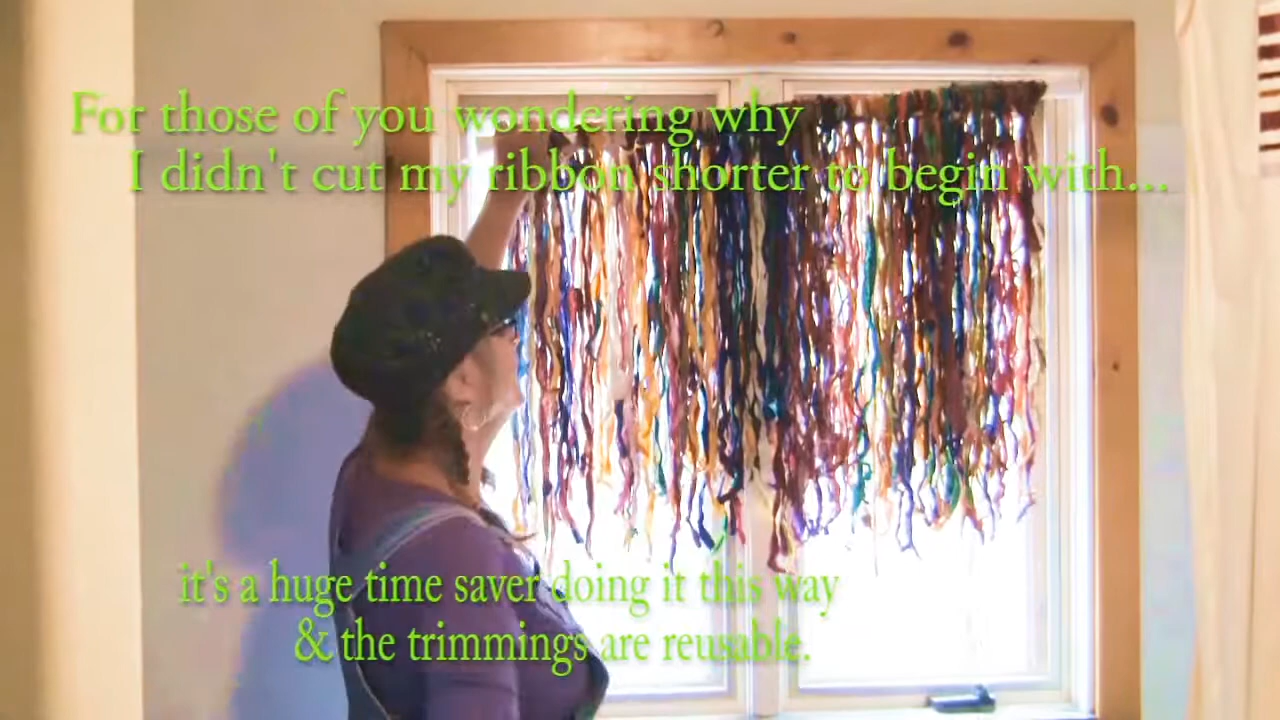 For those of you wondering why
I didn't cut my ribbon shorter to begin with...
it's a huge time saver doing it this way
& the trimmings are reusable.